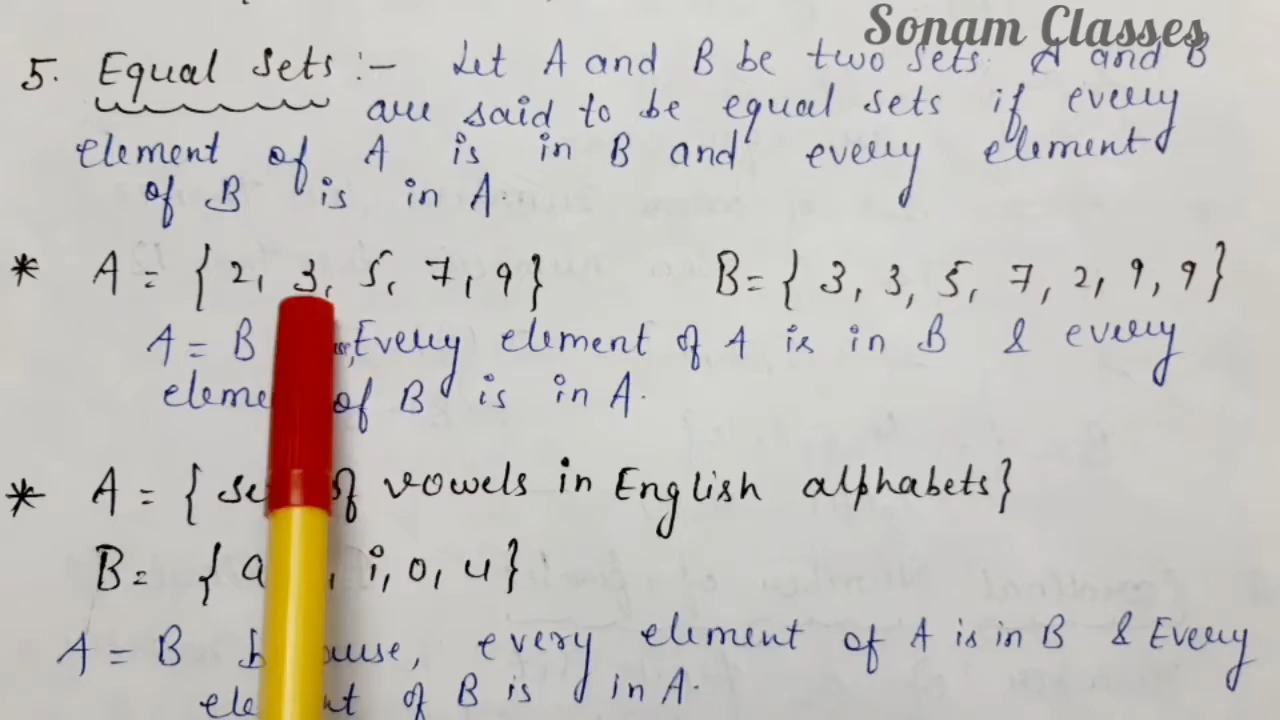 Sonam Classes
5. Equal Sets :- Let A and B be two sets. A and B
are said to be equal sets if every
element of A is in B and every element
of B is in A.
* A = { 2, 3, 5, 7, 9} B = { 3, 3, 5, 7, 2, 9, 9}
A = B Every element of A is in B & every
of B is in A.
* A = { of vowels in English alphabets}
B = { a i, o, u}
A = B every element of A is in B & Every
of B is in A.